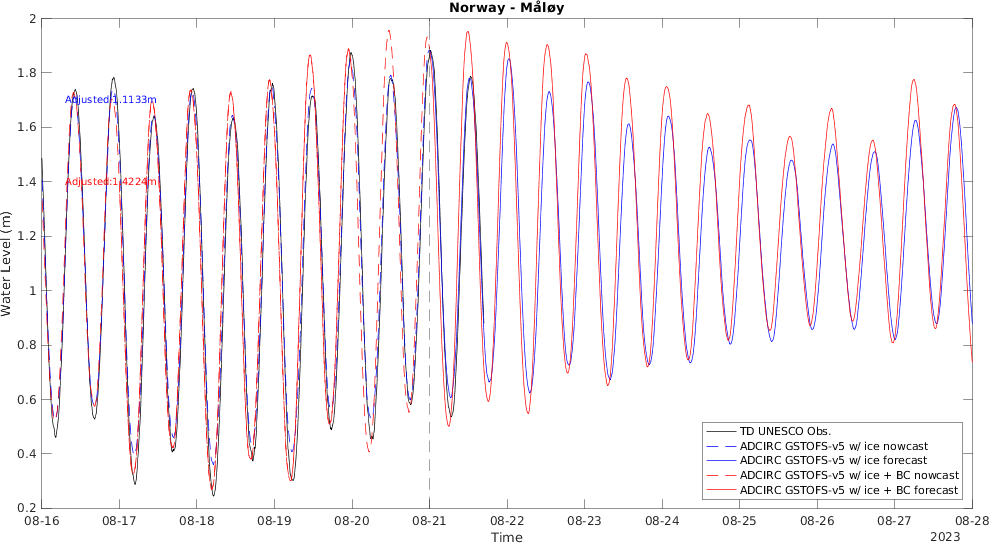 Norway - Måløy
Water Level (m)
2
1.8
1.6
1.4
1.2
1
0.8
0.6
0.4
0.2
Adjusted:1.1133m
Adjusted:1.4224m
TD UNESCO Obs.
ADCIRC GSTOFS-v5 w/ ice nowcast
ADCIRC GSTOFS-v5 w/ ice forecast
ADCIRC GSTOFS-v5 w/ ice + BC nowcast
ADCIRC GSTOFS-v5 w/ ice + BC forecast
08-16 08-17 08-18 08-19 08-20 08-21 08-22 08-23 08-24 08-25 08-26 08-27 08-28
Time
2023